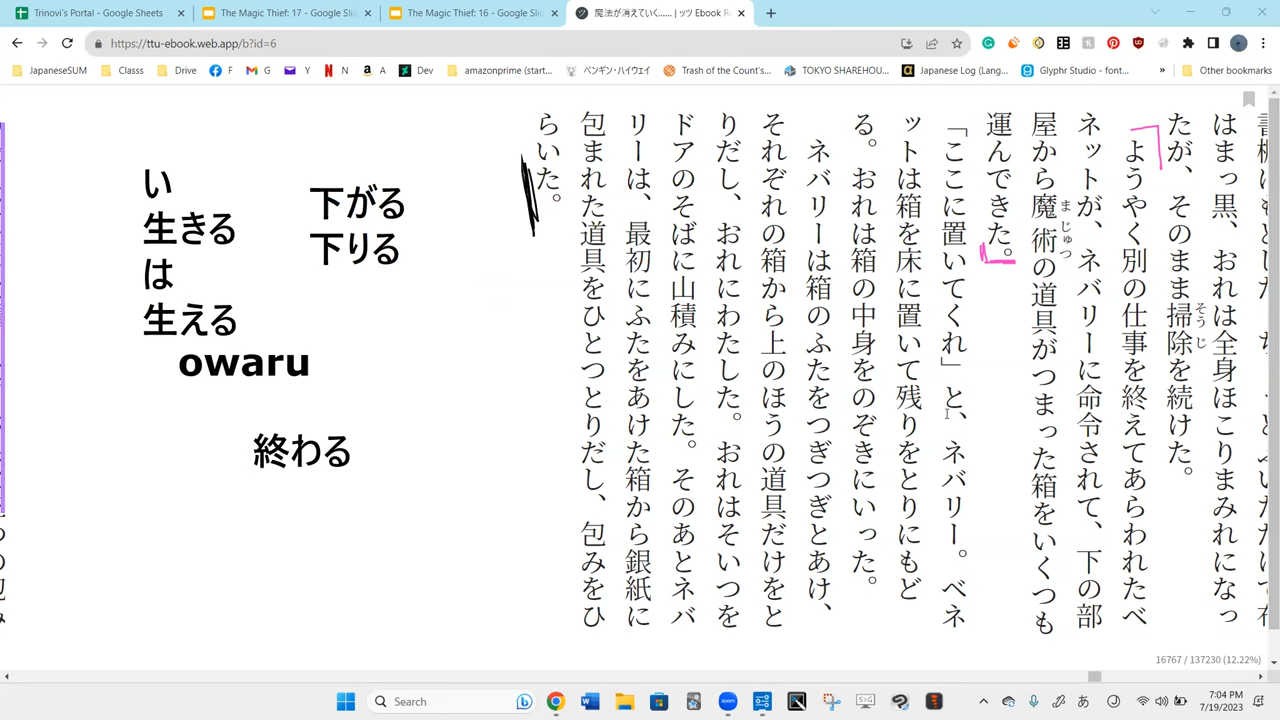 Trinovi's Portal - Google Sheets
The Magic Thief: 17 - Google Slid
The Magic Thief: 16 - Google Slid
魔法が消えていく...... | ッツ Ebook R
https://ttu-ebook.web.app/b?id=6
JapaneseSUM
Classs
Drive
F
G
Y
N
A
Dev
amazonprime (start...
ペンギン・ハイウェイ
Trash of the Count's...
TOKYO SHAREHOU...
Japanese Log (Lang...
Glyphr Studio - font...
»
Other bookmarks
い
生きる
は
生える
owaru
下がる
下りる
終わる
はまっ黒、おれは全身ほこりまみれになっ
たが、そのまま掃除を続けた。
そうじ
ようやく別の仕事を終えてあらわれたベ
ネットが、ネバリーに命令されて、下の部
屋から魔術の道具がつまった箱をいくつも
まじゅつ
運んできた。
「ここに置いてくれ」と、ネバリー。ベネ
ットは箱を床に置いて残りをとりにもど
る。おれは箱の中身をのぞきにいった。
ネバリーは箱のふたをつぎつぎとあけ、
それぞれの箱から上のほうの道具だけをと
りだし、おれにわたした。おれはそいつを
ドアのそばに山積みにした。そのあとネバ
リーは、最初にふたをあけた箱から銀紙に
包まれた道具をひとつとりだし、包みをひ
らいた。
16767 / 137230 (12.22%)
Search
zoom
あ
7:04 PM
7/19/2023